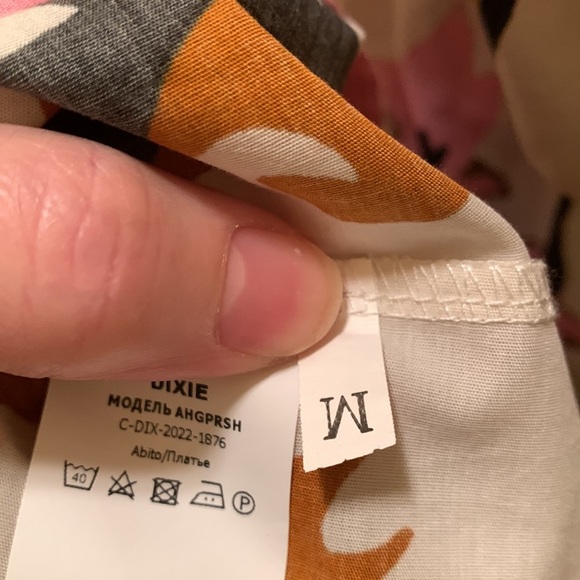 DIXIE
МОДЕЛЬ AHGPRSH
C-DIX-2022-1876
Abito/Платье
40
P
M